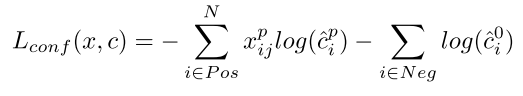 $$L_{conf}(x, c) = -\sum_{i \in Pos}^{N} x_{ij}^{p} log(\hat{c}_{i}^{p}) - \sum_{i \in Neg} log(\hat{c}_{i}^{0})$$